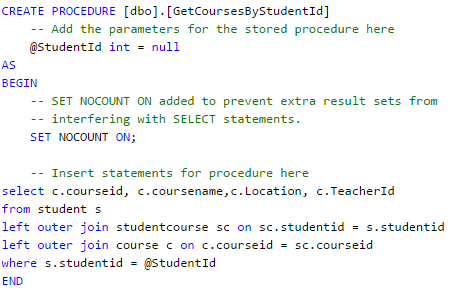 CREATE PROCEDURE [dbo].[GetCoursesByStudentId]
    -- Add the parameters for the stored procedure here
    @StudentId int = null
AS
BEGIN
    -- SET NOCOUNT ON added to prevent extra result sets from
    -- interfering with SELECT statements.
    SET NOCOUNT ON;

    -- Insert statements for procedure here
select c.courseid, c.coursename,c.Location, c.TeacherId
from student s
left outer join studentcourse sc on sc.studentid = s.studentid
left outer join course c on c.courseid = sc.courseid
where s.studentid = @StudentId
END